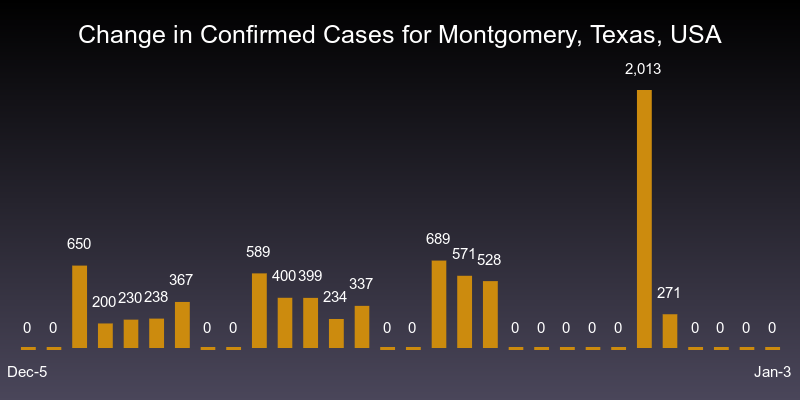 Change in Confirmed Cases for Montgomery, Texas, USA
2,013
650 200 230 238 367 589 400 399 234 337 689 571 528 271
0 0 0 0 0 0 0 0 0 0 0 0 0 0 0
Dec-5 Jan-3